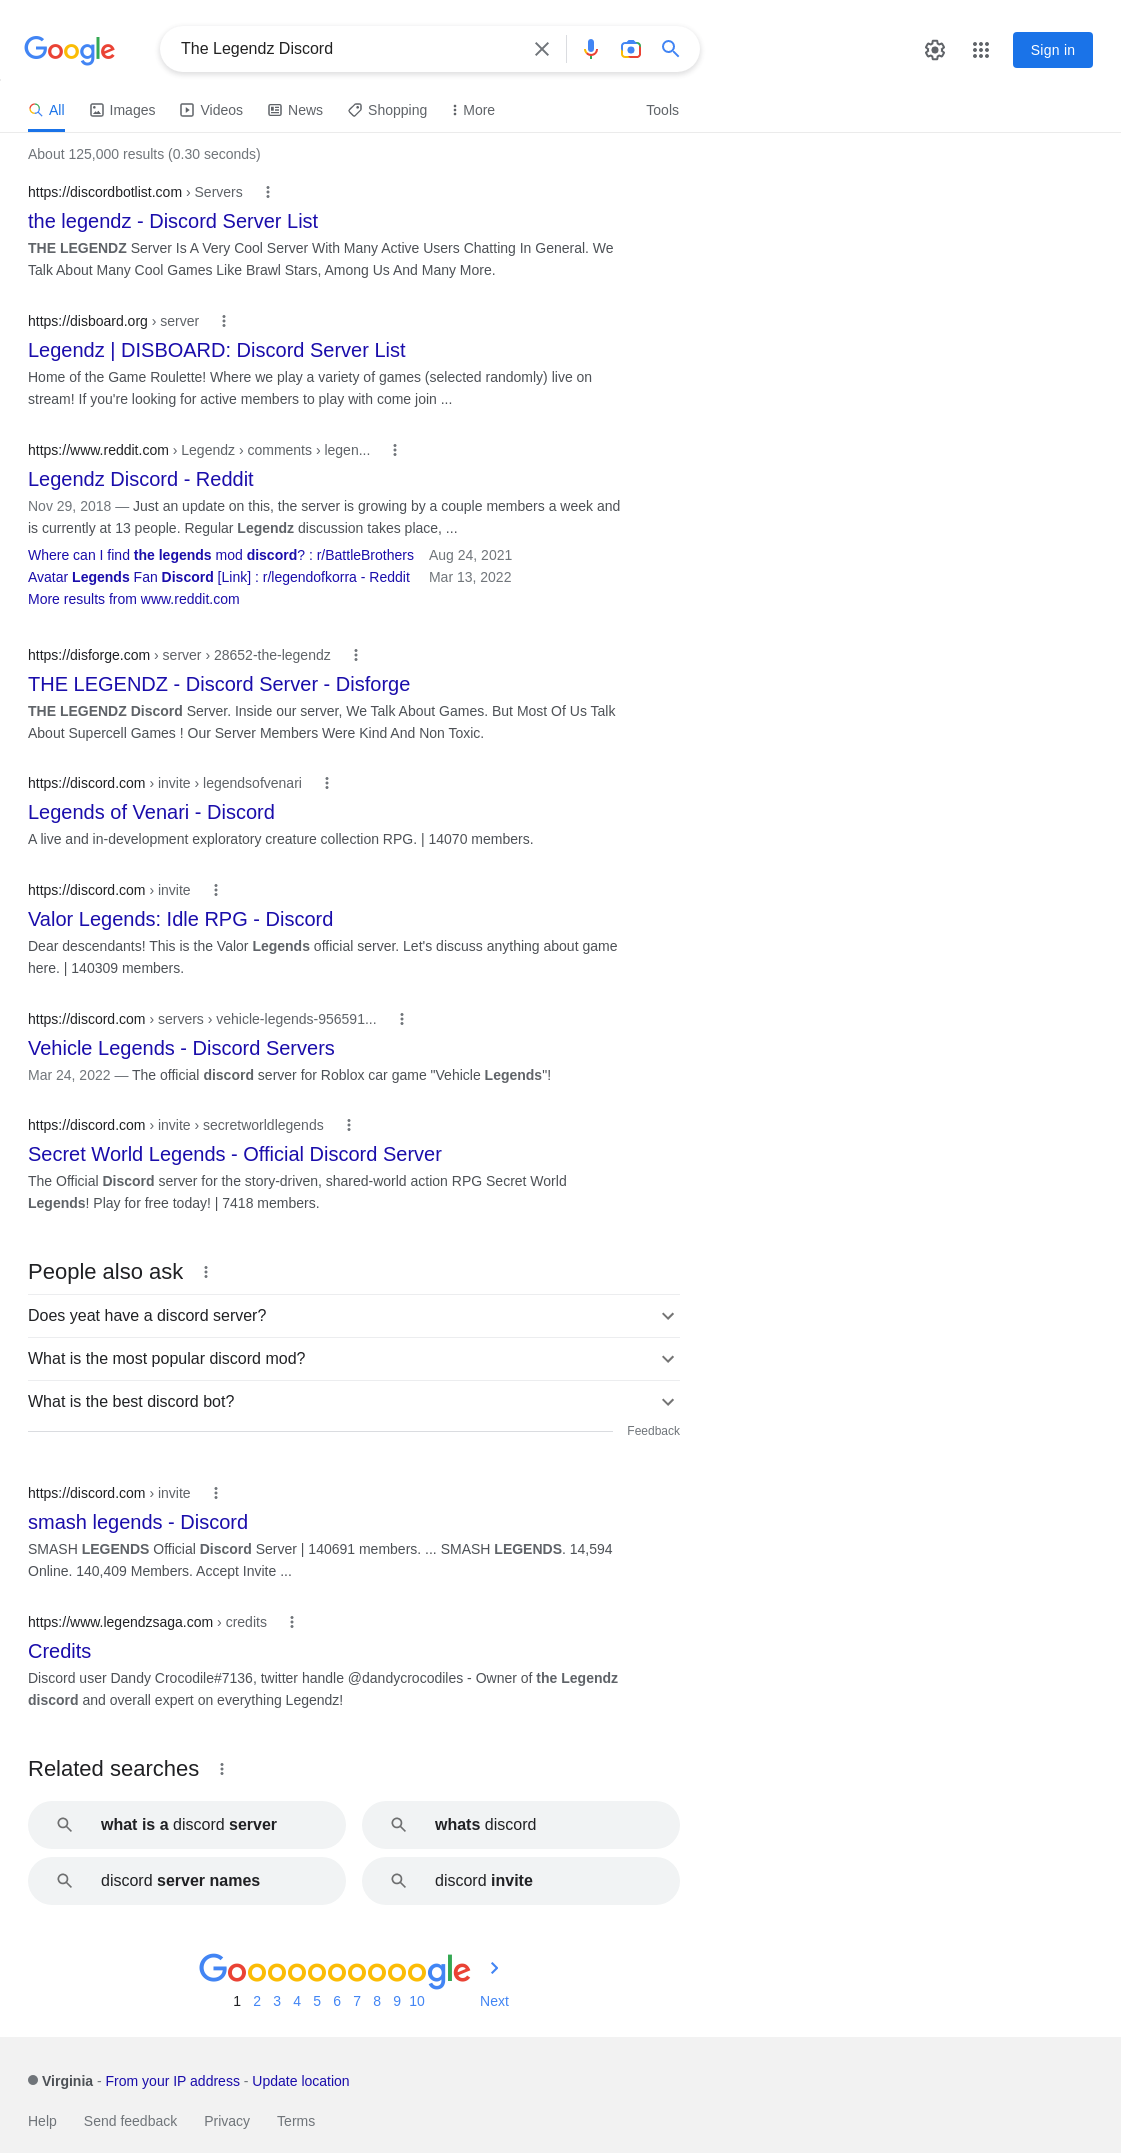 Google
The Legendz Discord
Sign in
All Images Videos News Shopping More Tools
About 125,000 results (0.30 seconds)
https://discordbotlist.com › Servers
the legendz - Discord Server List
THE LEGENDZ Server Is A Very Cool Server With Many Active Users Chatting In General. We
Talk About Many Cool Games Like Brawl Stars, Among Us And Many More.
https://disboard.org › server
Legendz | DISBOARD: Discord Server List
Home of the Game Roulette! Where we play a variety of games (selected randomly) live on
stream! If you're looking for active members to play with come join ...
https://www.reddit.com › Legendz › comments › legen...
Legendz Discord - Reddit
Nov 29, 2018 — Just an update on this, the server is growing by a couple members a week and
is currently at 13 people. Regular Legendz discussion takes place, ...
Where can I find the legends mod discord? : r/BattleBrothers Aug 24, 2021
Avatar Legends Fan Discord [Link] : r/legendofkorra - Reddit Mar 13, 2022
More results from www.reddit.com
https://disforge.com › server › 28652-the-legendz
THE LEGENDZ - Discord Server - Disforge
THE LEGENDZ Discord Server. Inside our server, We Talk About Games. But Most Of Us Talk
About Supercell Games ! Our Server Members Were Kind And Non Toxic.
https://discord.com › invite › legendsofvenari
Legends of Venari - Discord
A live and in-development exploratory creature collection RPG. | 14070 members.
https://discord.com › invite
Valor Legends: Idle RPG - Discord
Dear descendants! This is the Valor Legends official server. Let's discuss anything about game
here. | 140309 members.
https://discord.com › servers › vehicle-legends-956591...
Vehicle Legends - Discord Servers
Mar 24, 2022 — The official discord server for Roblox car game "Vehicle Legends"!
https://discord.com › invite › secretworldlegends
Secret World Legends - Official Discord Server
The Official Discord server for the story-driven, shared-world action RPG Secret World
Legends! Play for free today! | 7418 members.
People also ask
Does yeat have a discord server?
What is the most popular discord mod?
What is the best discord bot?
Feedback
https://discord.com › invite
smash legends - Discord
SMASH LEGENDS Official Discord Server | 140691 members. ... SMASH LEGENDS. 14,594
Online. 140,409 Members. Accept Invite ...
https://www.legendzsaga.com › credits
Credits
Discord user Dandy Crocodile#7136, twitter handle @dandycrocodiles - Owner of the Legendz
discord and overall expert on everything Legendz!
Related searches
what is a discord server
whats discord
discord server names
discord invite
Goooooooooogle
1 2 3 4 5 6 7 8 9 10 Next
Virginia - From your IP address - Update location
Help Send feedback Privacy Terms